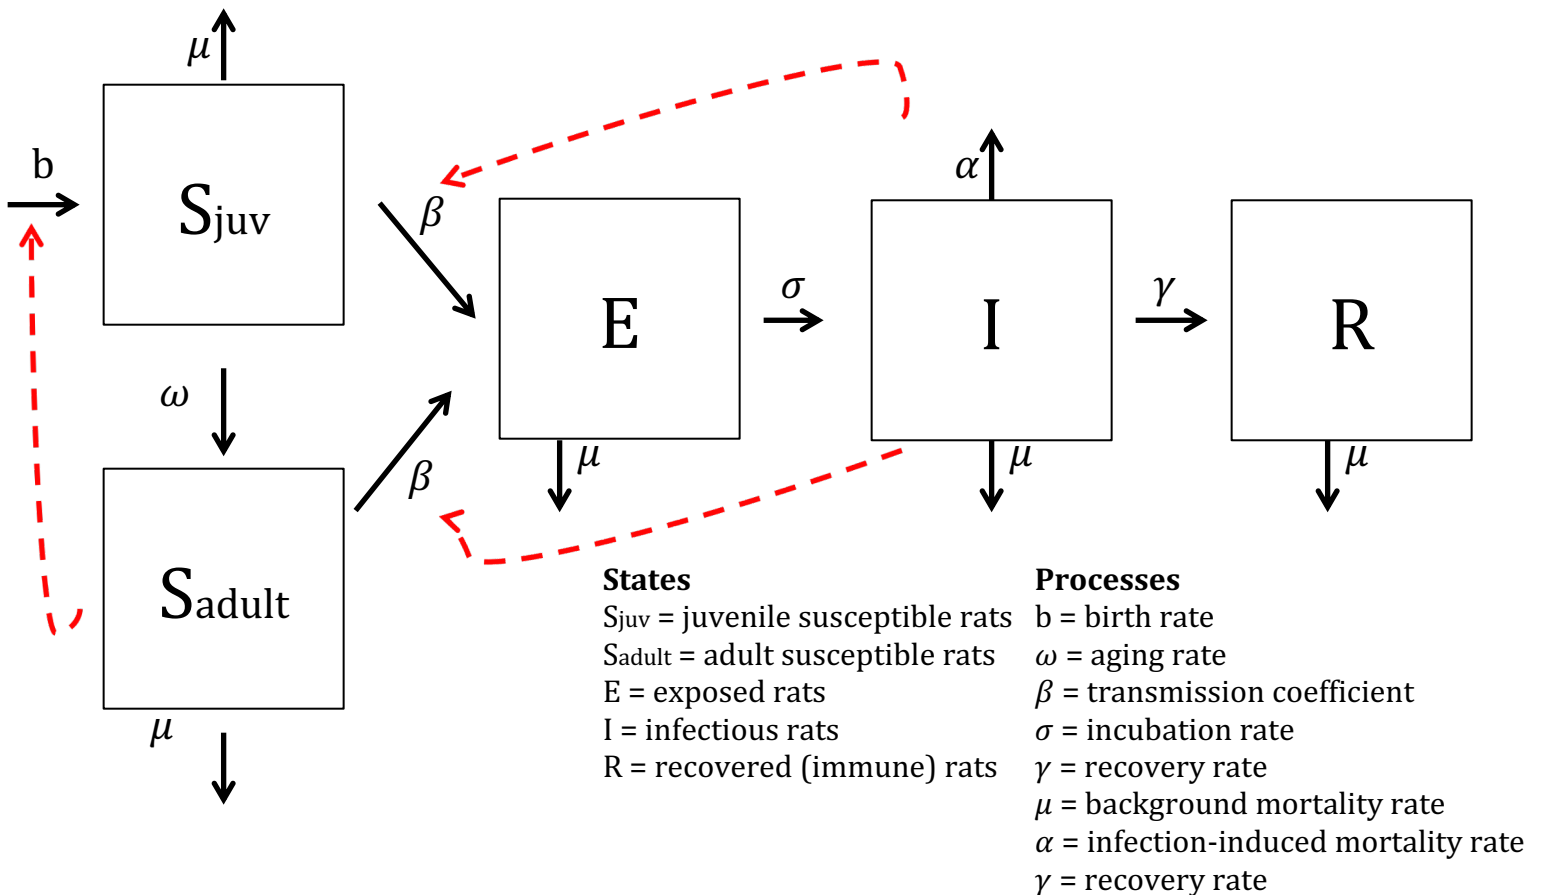 μ
b
Sjuv
β
α
E
σ
I
γ
R
ω
β
μ
μ
μ
Sadult
μ
States
Sjuv = juvenile susceptible rats
Sadult = adult susceptible rats
E = exposed rats
I = infectious rats
R = recovered (immune) rats
Processes
b = birth rate
ω = aging rate
β = transmission coefficient
σ = incubation rate
γ = recovery rate
μ = background mortality rate
α = infection-induced mortality rate
γ = recovery rate